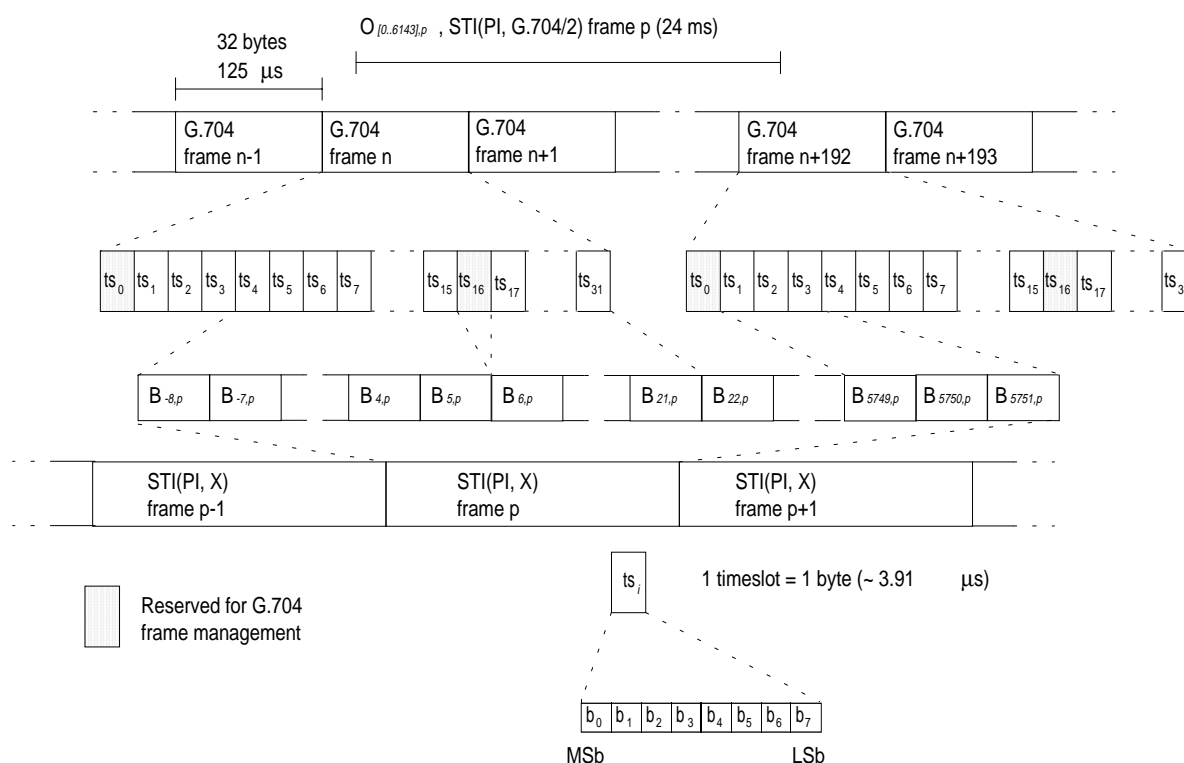 O [0..6143],p , STI(PI, G.704/2) frame p (24 ms)
32 bytes
125 μs
G.704 frame n-1
G.704 frame n
G.704 frame n+1
G.704 frame n+192
G.704 frame n+193
ts0 ts1 ts2 ts3 ts4 ts5 ts6 ts7 ts15 ts16 ts17 ts31 ts0 ts1 ts2 ts3 ts4 ts5 ts6 ts7 ts15 ts16 ts17 ts3
B -8,p B -7,p B 4,p B 5,p B 6,p B 21,p B 22,p B 5749,p B 5750,p B 5751,p
STI(PI, X) frame p-1
STI(PI, X) frame p
STI(PI, X) frame p+1
tsi 1 timeslot = 1 byte (~ 3.91 μs)
Reserved for G.704
frame management
b0 b1 b2 b3 b4 b5 b6 b7
MSb LSb